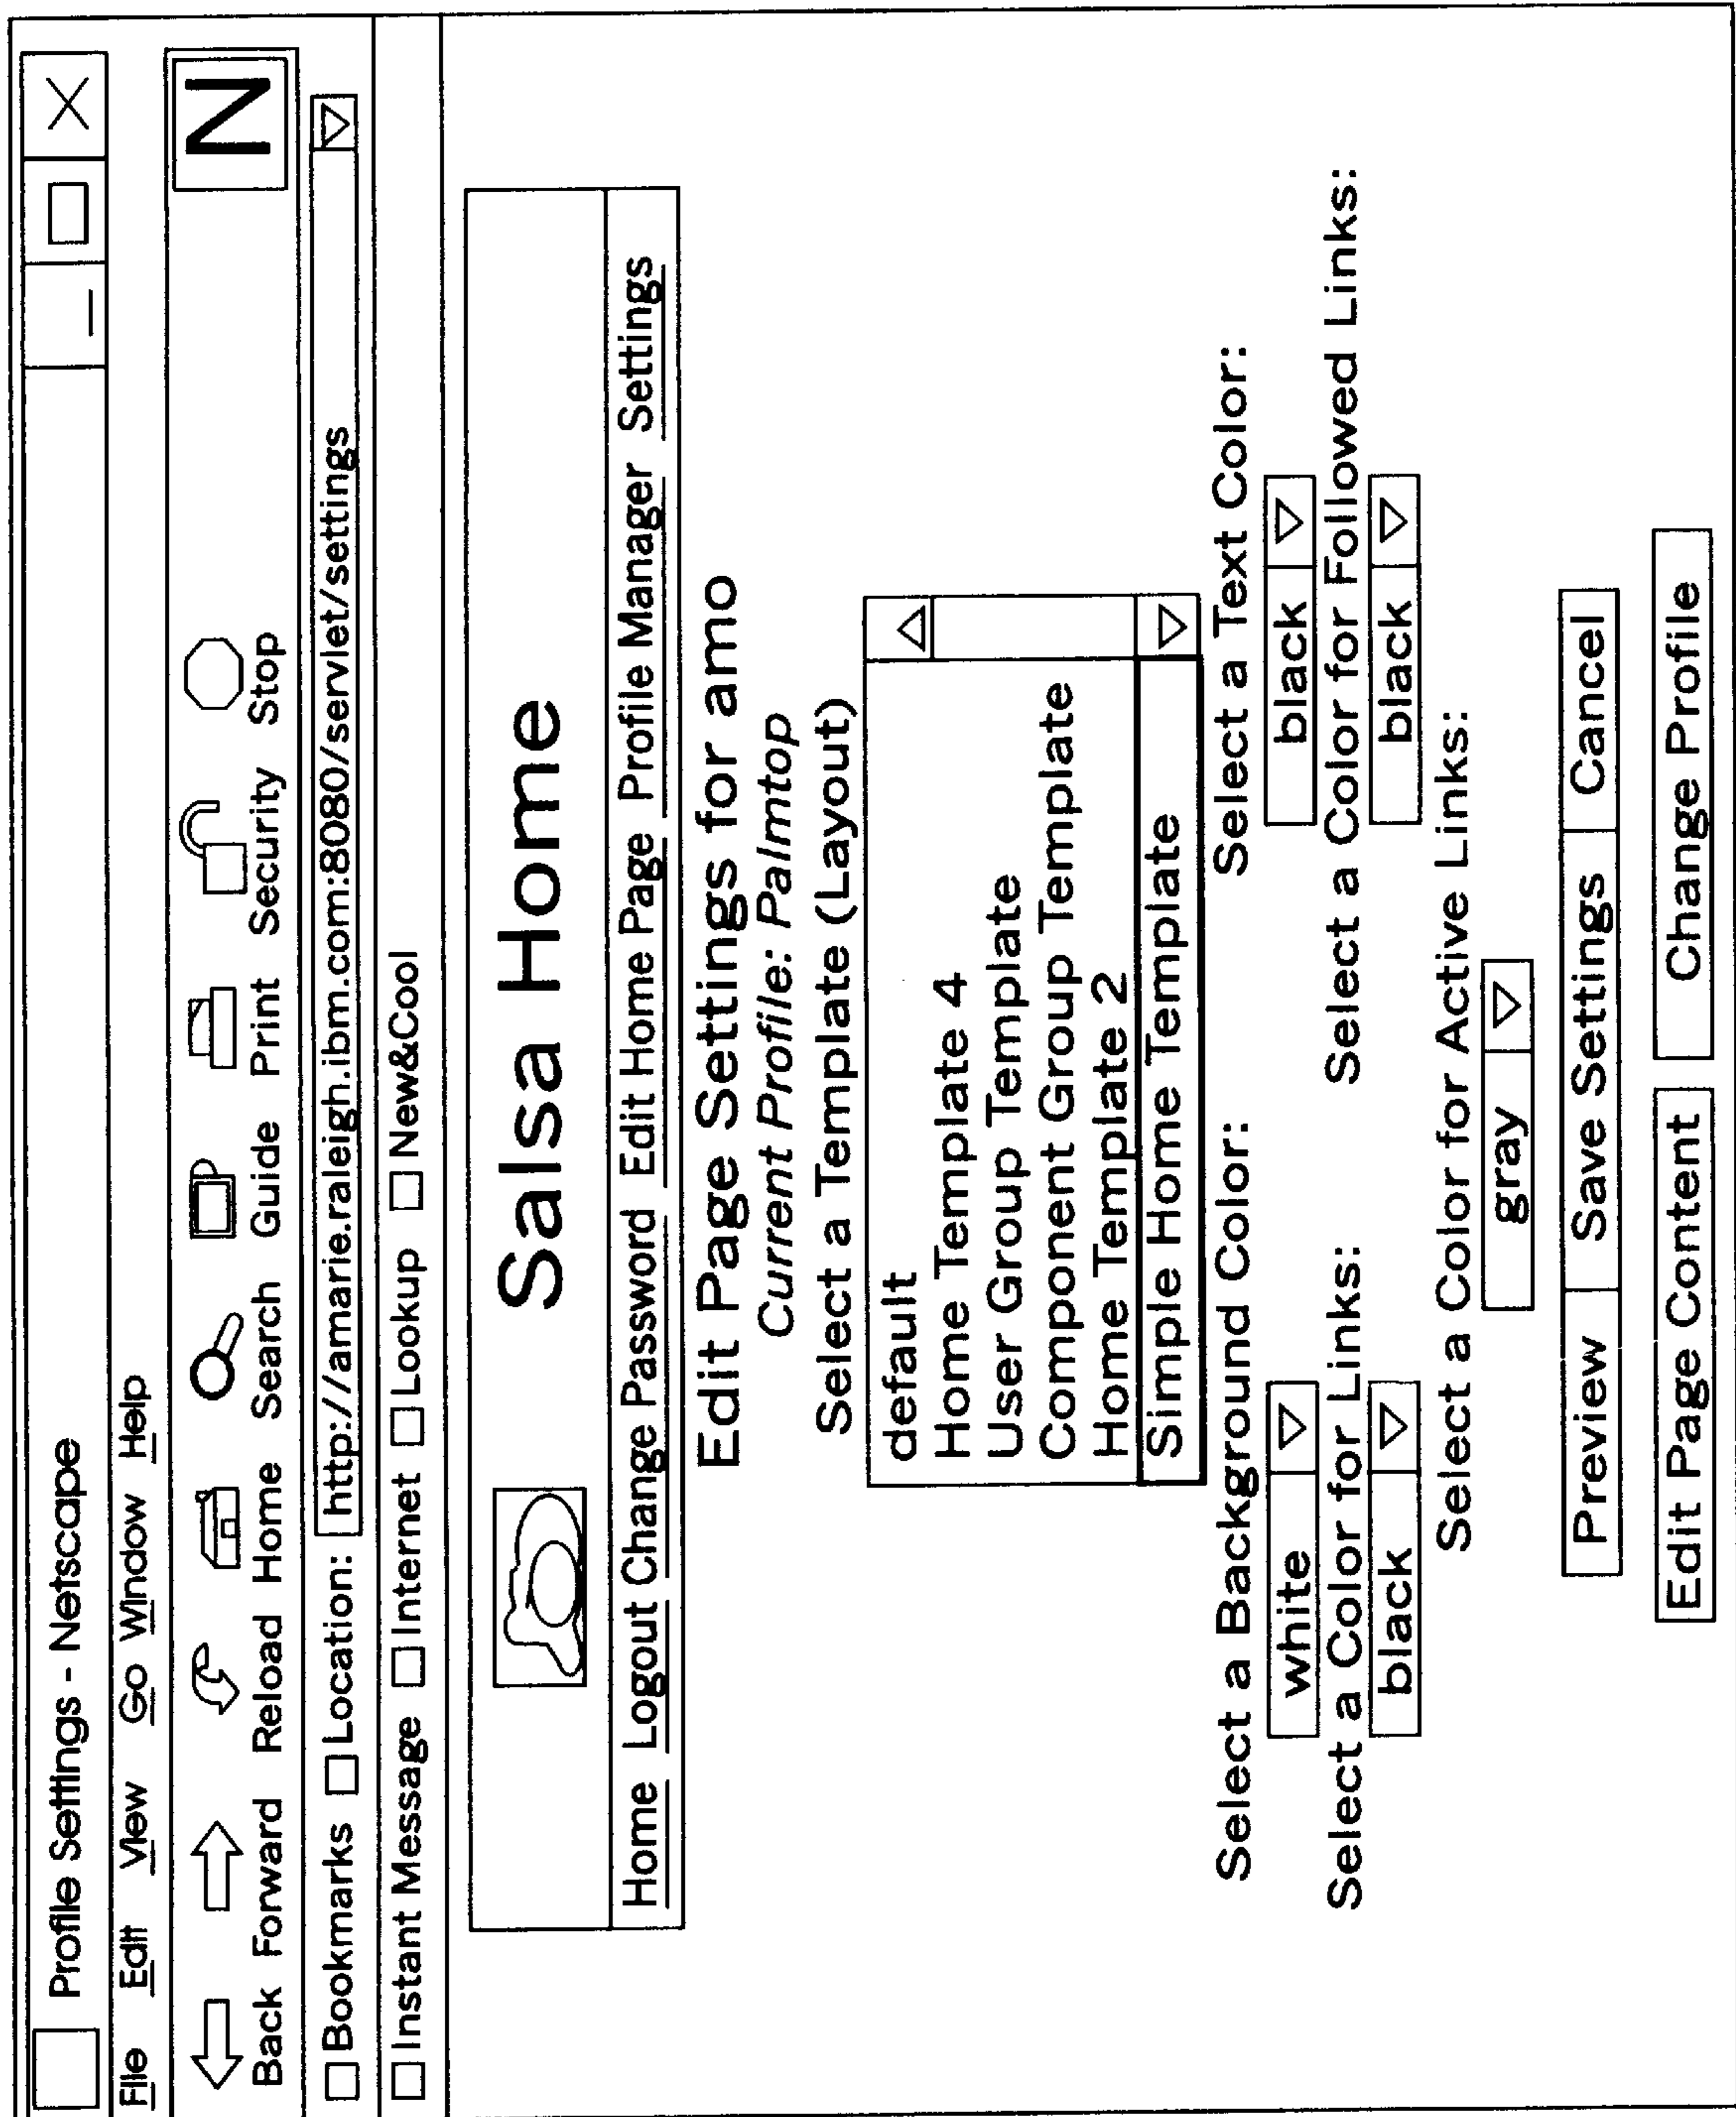 Profile Settings - Netscape
File Edit View Go Window Help
N
Back Forward Reload Home Search Guide Print Security Stop
Bookmarks Location: http://amarie.raleigh.ibm.com:8080/servlet/settings
Instant Message Internet Lookup New&Cool
Salsa Home
Home Logout Change Password Edit Home Page Profile Manager Settings
Edit Page Settings for amo
Current Profile: Palmtop
Select a Template (Layout)
default
Home Template 4
User Group Template
Component Group Template
Home Template 2
Simple Home Template
Select a Background Color: Select a Text Color:
white black
Select a Color for Links: Select a Color for Followed Links:
black black
Select a Color for Active Links:
gray
Preview Save Settings Cancel
Edit Page Content Change Profile